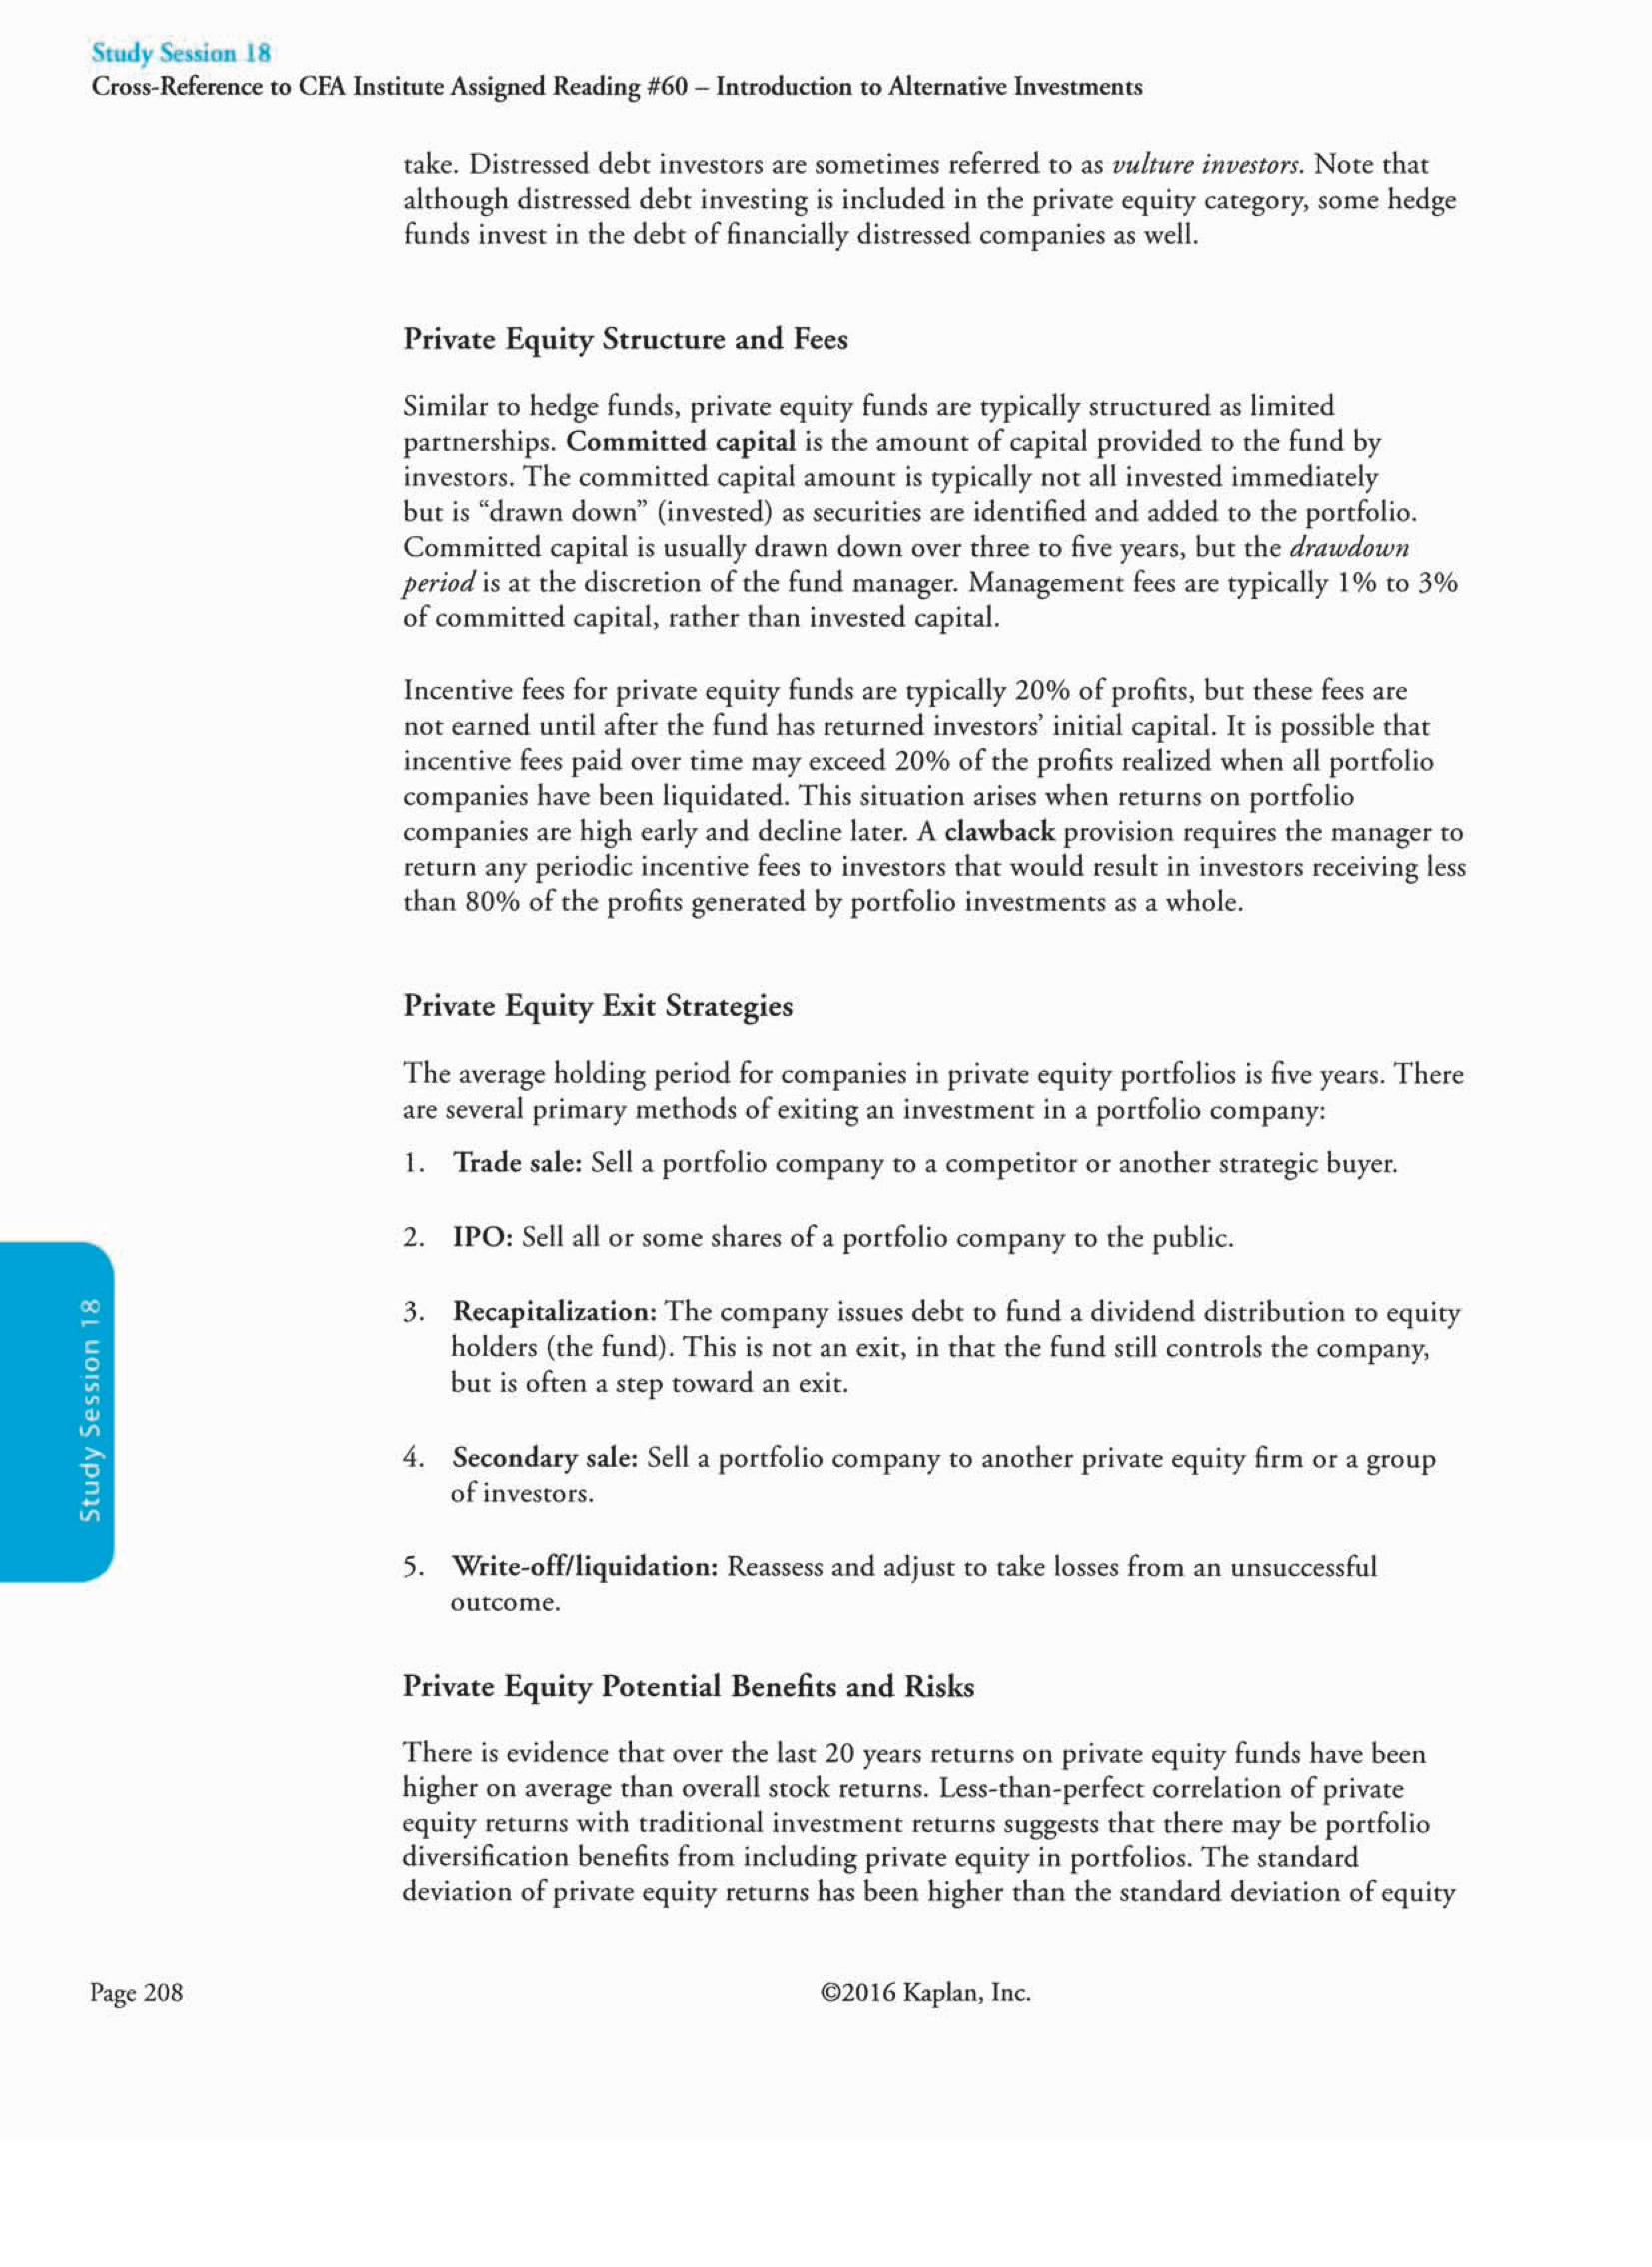 Study Session 18
Cross-Reference to CFA Institute Assigned Reading #60 – Introduction to Alternative Investments
take. Distressed debt investors are sometimes referred to as vulture investors. Note that
although distressed debt investing is included in the private equity category, some hedge
funds invest in the debt of financially distressed companies as well.
Private Equity Structure and Fees
Similar to hedge funds, private equity funds are typically structured as limited
partnerships. Committed capital is the amount of capital provided to the fund by
investors. The committed capital amount is typically not all invested immediately
but is “drawn down” (invested) as securities are identified and added to the portfolio.
Committed capital is usually drawn down over three to five years, but the drawdown
period is at the discretion of the fund manager. Management fees are typically 1% to 3%
of committed capital, rather than invested capital.
Incentive fees for private equity funds are typically 20% of profits, but these fees are
not earned until after the fund has returned investors’ initial capital. It is possible that
incentive fees paid over time may exceed 20% of the profits realized when all portfolio
companies have been liquidated. This situation arises when returns on portfolio
companies are high early and decline later. A clawback provision requires the manager to
return any periodic incentive fees to investors that would result in investors receiving less
than 80% of the profits generated by portfolio investments as a whole.
Private Equity Exit Strategies
The average holding period for companies in private equity portfolios is five years. There
are several primary methods of exiting an investment in a portfolio company:
1. Trade sale: Sell a portfolio company to a competitor or another strategic buyer.
2. IPO: Sell all or some shares of a portfolio company to the public.
3. Recapitalization: The company issues debt to fund a dividend distribution to equity
holders (the fund). This is not an exit, in that the fund still controls the company,
but is often a step toward an exit.
4. Secondary sale: Sell a portfolio company to another private equity firm or a group
of investors.
5. Write-off/liquidation: Reassess and adjust to take losses from an unsuccessful
outcome.
Study Session 18
Private Equity Potential Benefits and Risks
There is evidence that over the last 20 years returns on private equity funds have been
higher on average than overall stock returns. Less-than-perfect correlation of private
equity returns with traditional investment returns suggests that there may be portfolio
diversification benefits from including private equity in portfolios. The standard
deviation of private equity returns has been higher than the standard deviation of equity
Page 208
©2016 Kaplan, Inc.